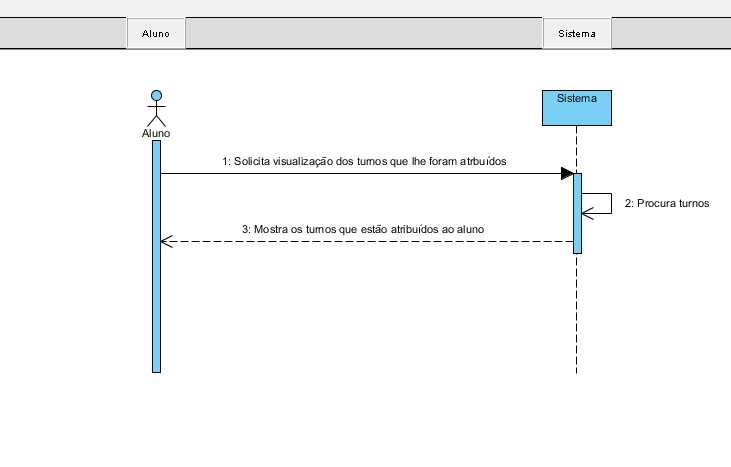 Aluno
Sistema
Sistema
Aluno
1: Solicita visualização dos turnos que lhe foram atrbuídos
2: Procura turnos
3: Mostra os turnos que estão atribuídos ao aluno